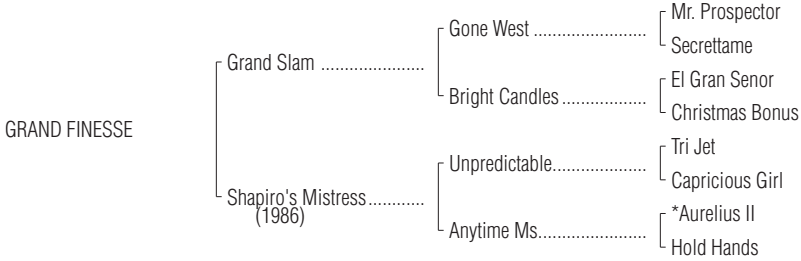 Mr. Prospector
Gone West ........................
Secrettame
Grand Slam ......................
El Gran Senor
Bright Candles ..................
Christmas Bonus
GRAND FINESSE
Tri Jet
Unpredictable....................
Capricious Girl
Shapiro's Mistress ............
(1986)
*Aurelius II
Anytime Ms.......................
Hold Hands